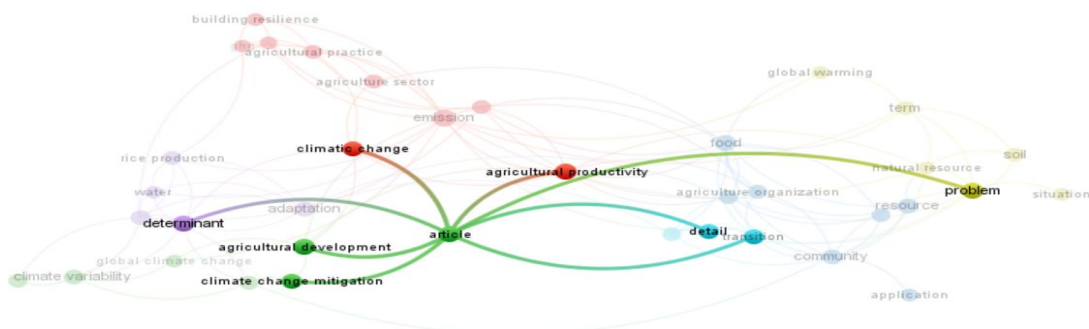 building resilience
agricultural practice
agriculture sector
global warming
term
emission
food
climatic change
rice production
agricultural productivity
natural resource
soil
water
agriculture organization
problem
situation
adaptation
resource
determinant
article
detail
transition
agricultural development
community
global climate change
climate variability
climate change mitigation
application